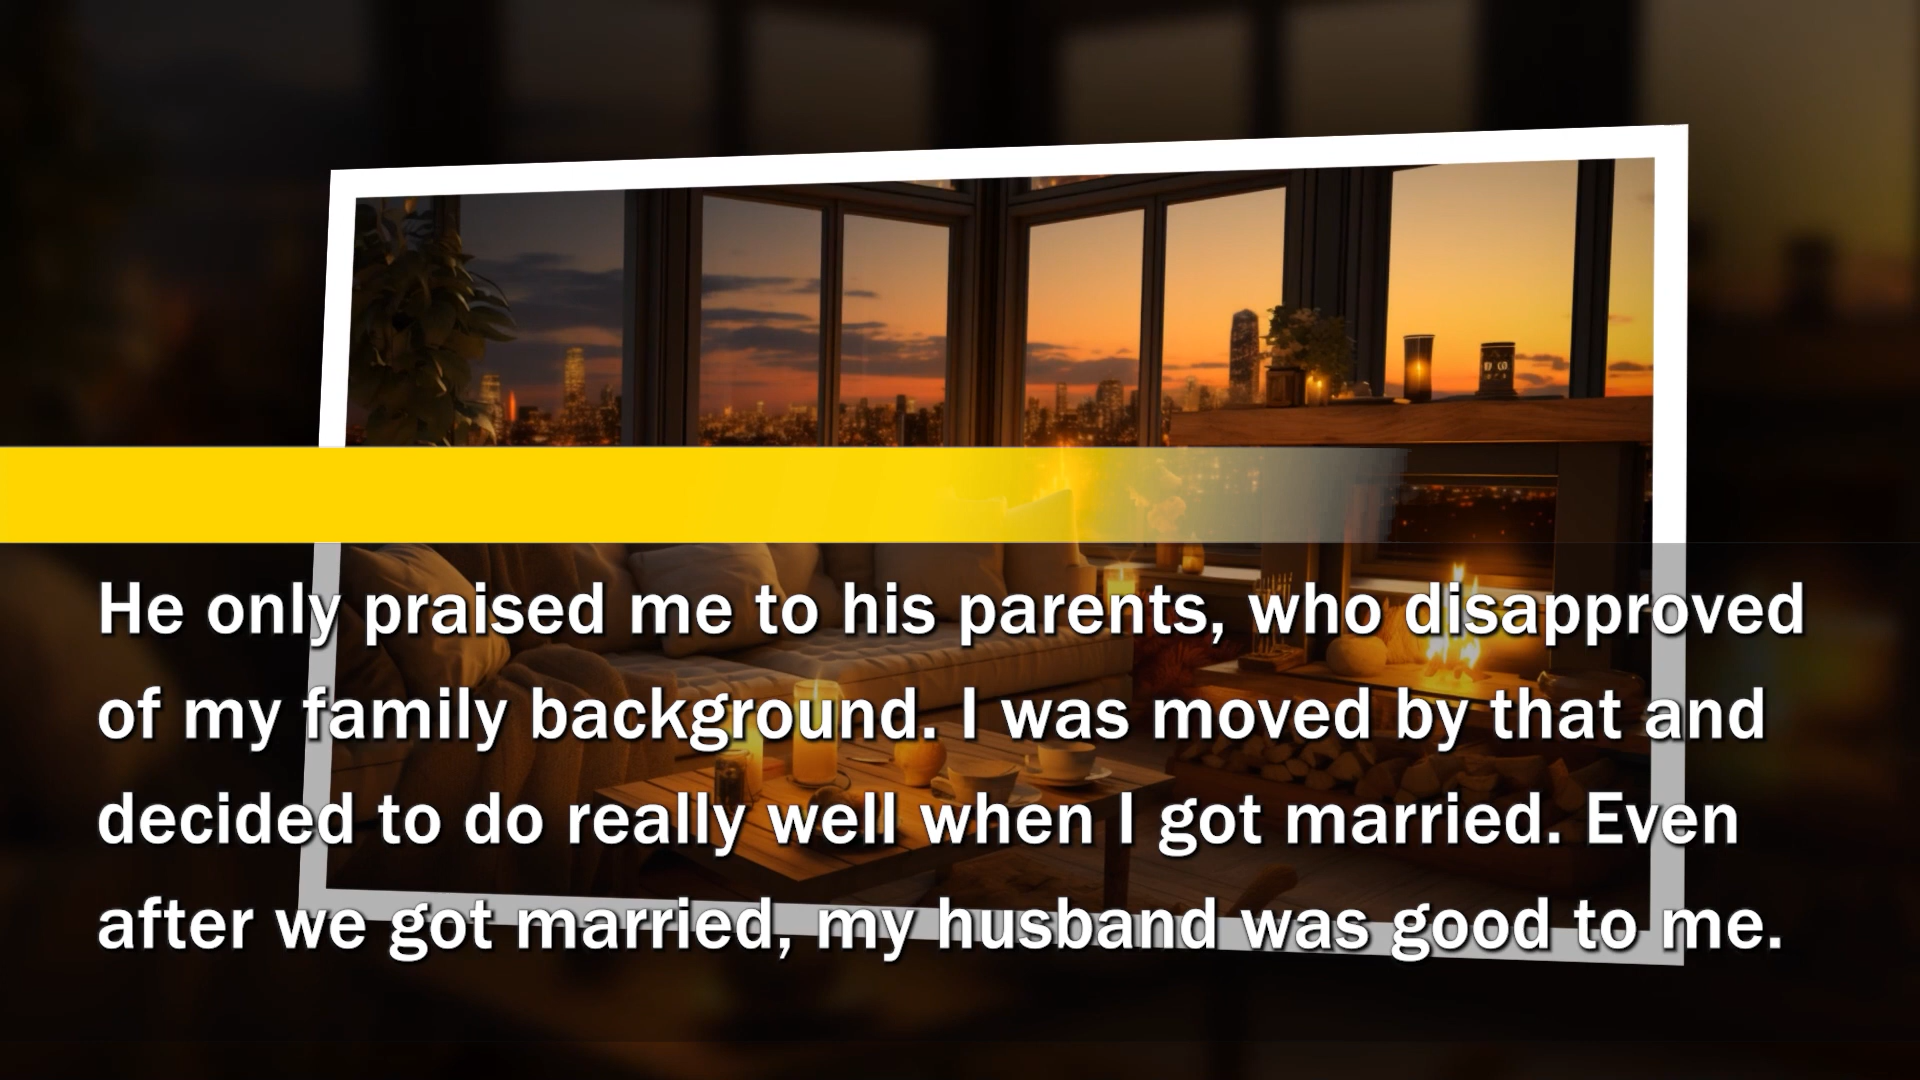 He only praised me to his parents, who disapproved
of my family background. I was moved by that and
decided to do really well when I got married. Even
after we got married, my husband was good to me.